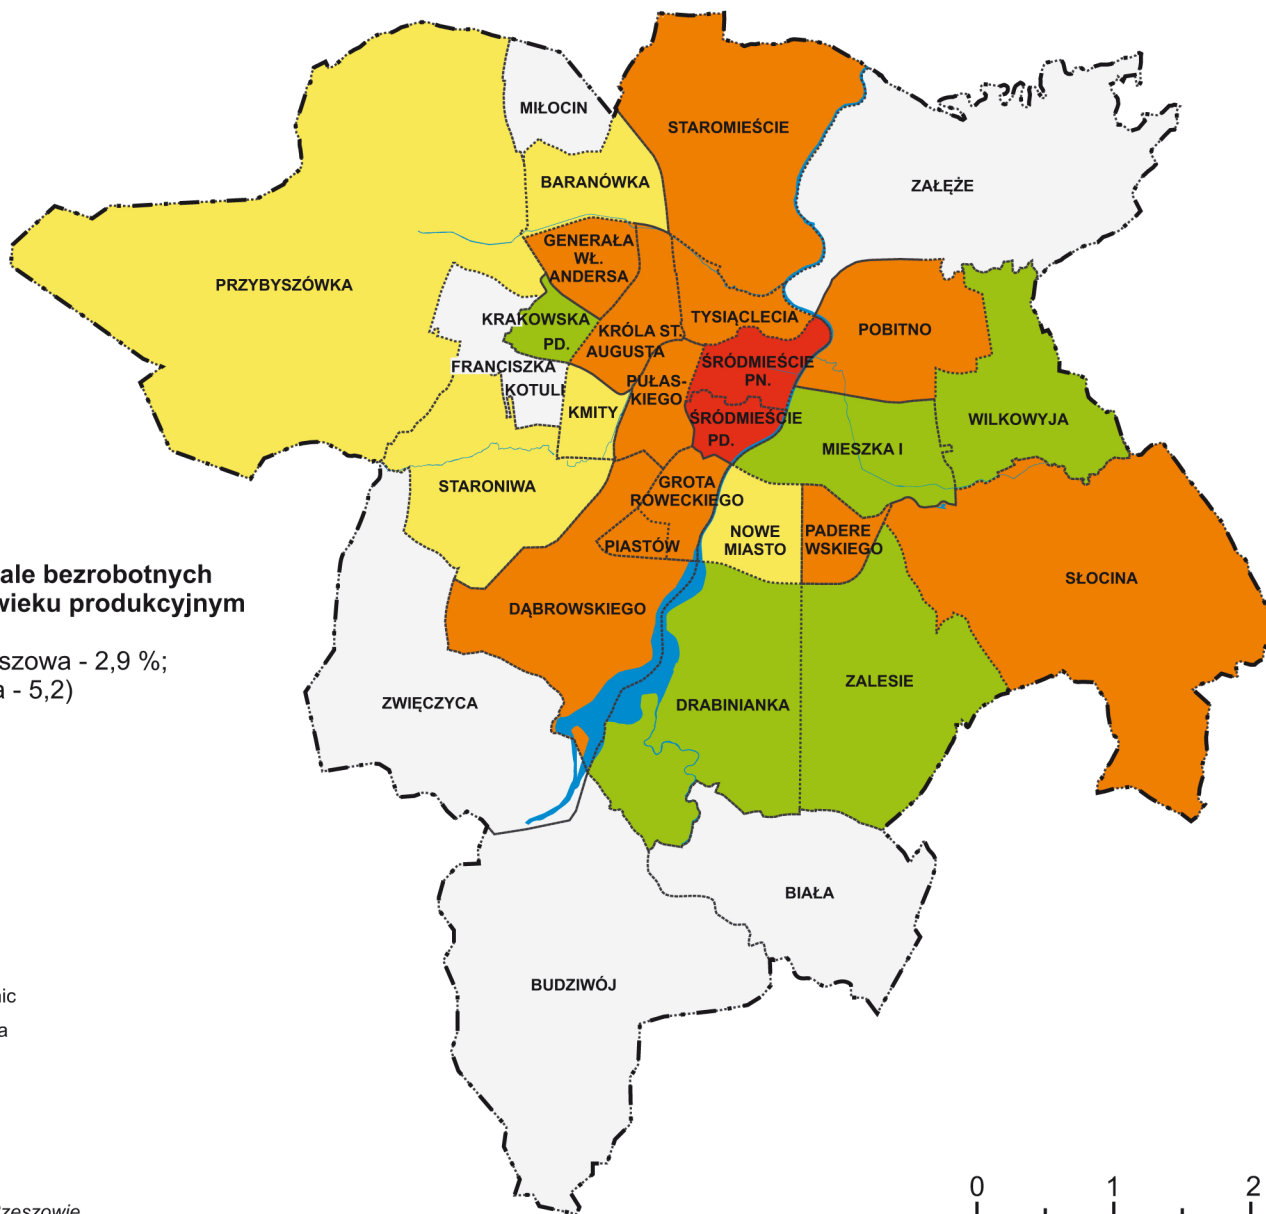 MIŁOCIN
STAROMIEŚCIE
BARANÓWKA
ZAŁĘŻE
GENERAŁA
WŁ.
ANDERSA
PRZYBYSZÓWKA
KRAKOWSKA
PD.
KRÓLA ST.
AUGUSTA
TYSIĄCLECIA
POBITNO
FRANCISZKA
KOTULI
ŚRÓDMIEŚCIE
PN.
PUŁAS-
KIEGO
KMITY
ŚRÓDMIEŚCIE
PD.
WILKOWYJA
MIESZKA I
STARONIWA
GROTA
ROWECKIEGO
NOWE
MIASTO
PADERE
WSKIEGO
PIASTÓW
SŁOCINA
ale bezrobotnych
wieku produkcyjnym
DĄBROWSKIEGO
szowa - 2,9 %;
a - 5,2)
ZALESIE
ZWIĘCZYCA
DRABINIANKA
BIAŁA
BUDZIWÓJ
nic
a
0 1 2
Rzeszowie